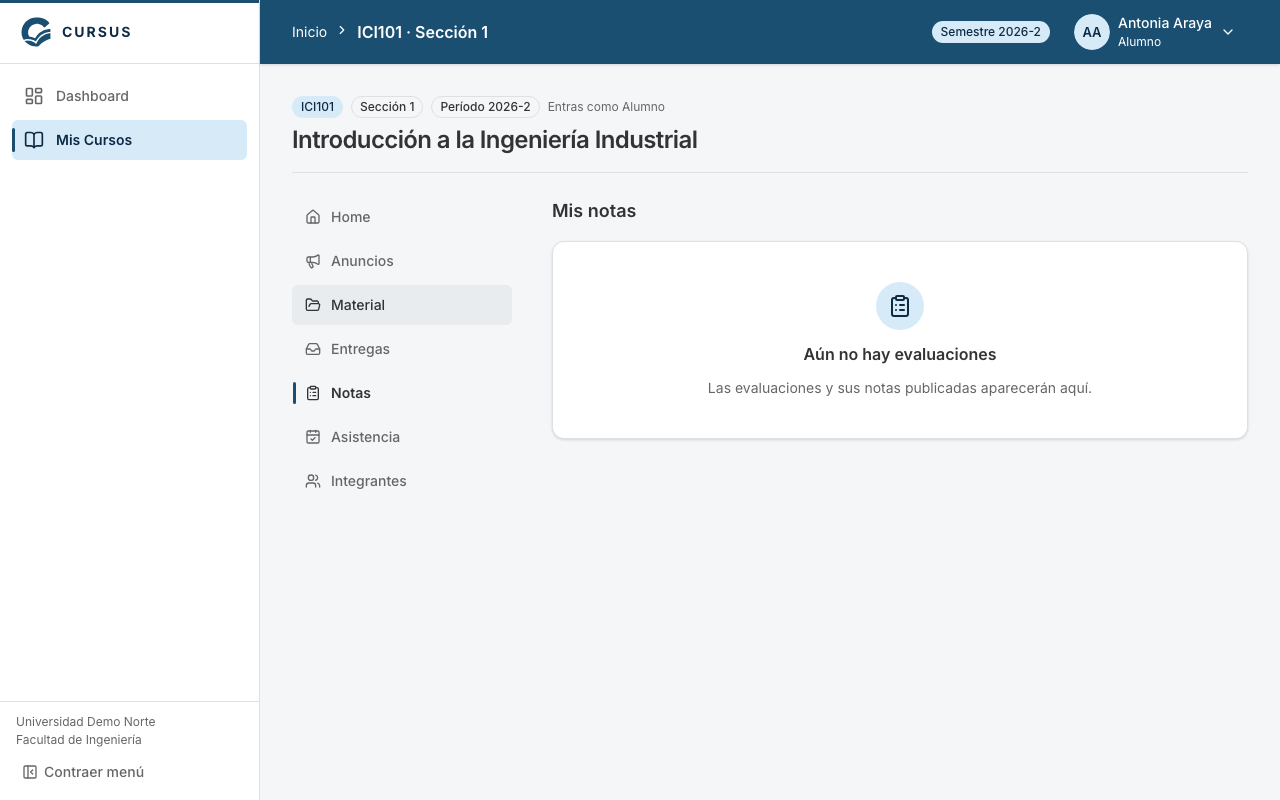 CURSUS
Inicio
ICI101 · Sección 1
Semestre 2026-2
AA
Antonia Araya
Alumno
Dashboard
Mis Cursos
ICI101
Sección 1
Período 2026-2
Entras como Alumno
Introducción a la Ingeniería Industrial
Home
Anuncios
Material
Entregas
Notas
Asistencia
Integrantes
Mis notas
Aún no hay evaluaciones
Las evaluaciones y sus notas publicadas aparecerán aquí.
Universidad Demo Norte
Facultad de Ingeniería
Contraer menú